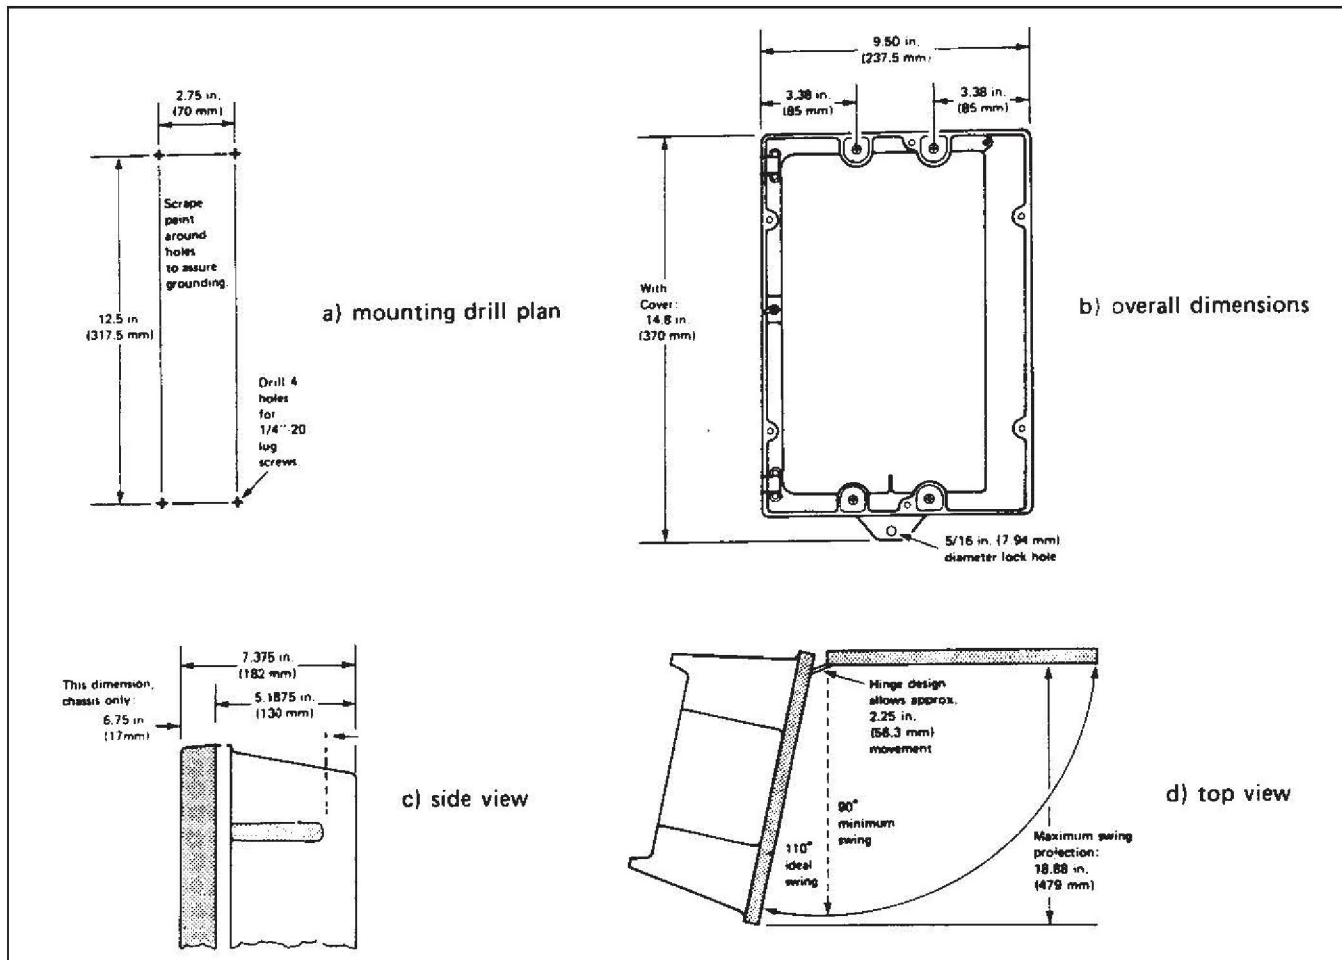 2.75 in.
(70 mm)
Scrape
paint
around
holes
to assure
grounding.
12.5 in
(317.5 mm)
Drill 4
holes
for
1/4"-20
lug
screws
a) mounting drill plan
9.50 in.
(237.5 mm)
3.38 in.
(85 mm)
3.38 in.
(85 mm)
With
Cover:
14.8 in.
(370 mm)
5/16 in. (7.94 mm)
diameter lock hole
b) overall dimensions
7.375 in.
(182 mm)
This dimension,
chassis only:
6.75 in
(17mm)
5.1875 in.
(130 mm)
c) side view
Hinge design
allows approx.
2.25 in.
(58.3 mm)
movement
90°
minimum
swing
110°
ideal
swing
d) top view
Maximum swing
projection:
18.88 in.
(479 mm)